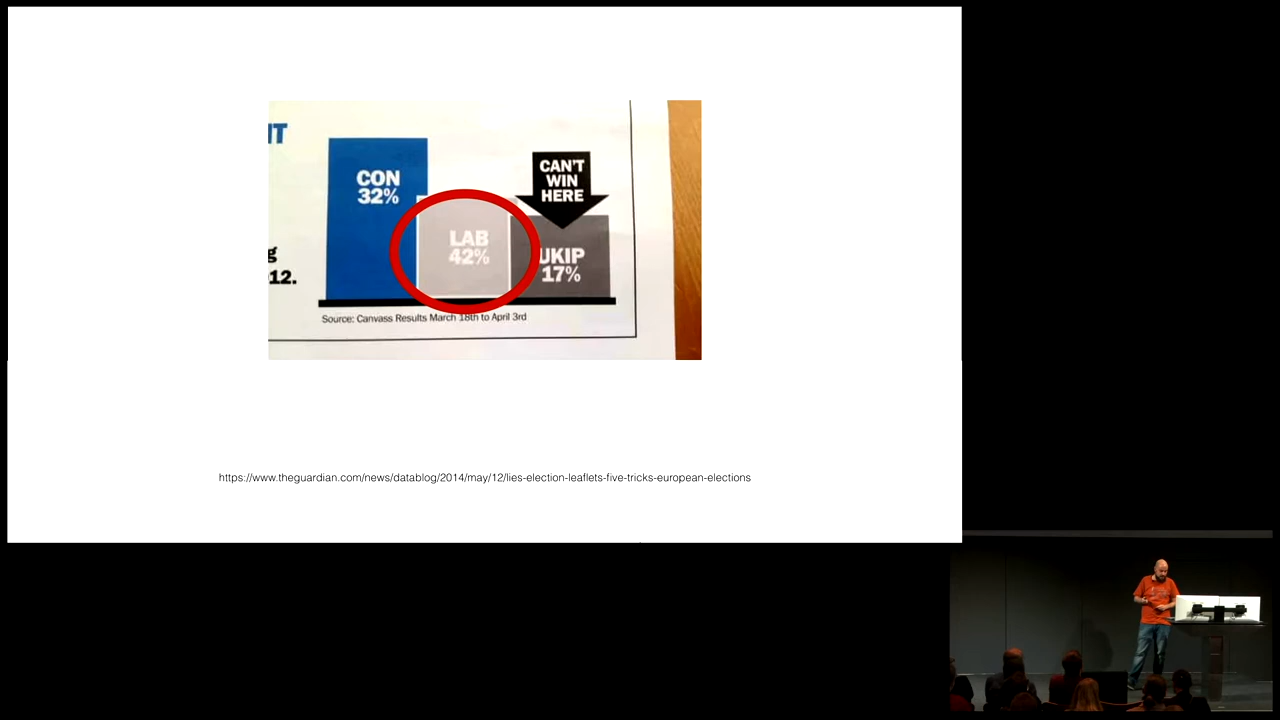 IT
CON
32%
CAN'T
WIN
HERE
LAB
42%
UKIP
17%
g
12.
Source: Canvass Results March 18th to April 3rd
https://www.theguardian.com/news/datablog/2014/may/12/lies-election-leaflets-five-tricks-european-elections